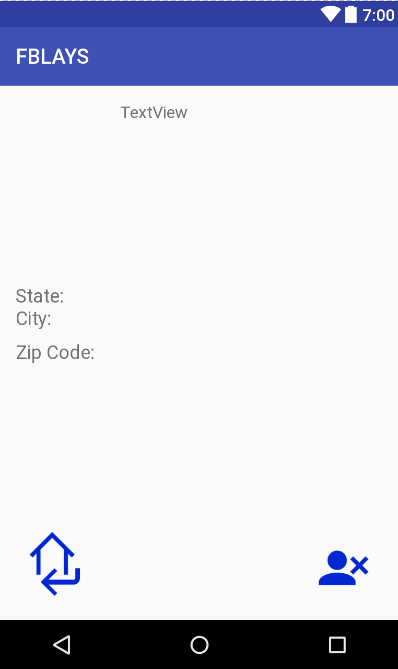 7:00
FBLAYS
TextView
State:
City:
Zip Code: